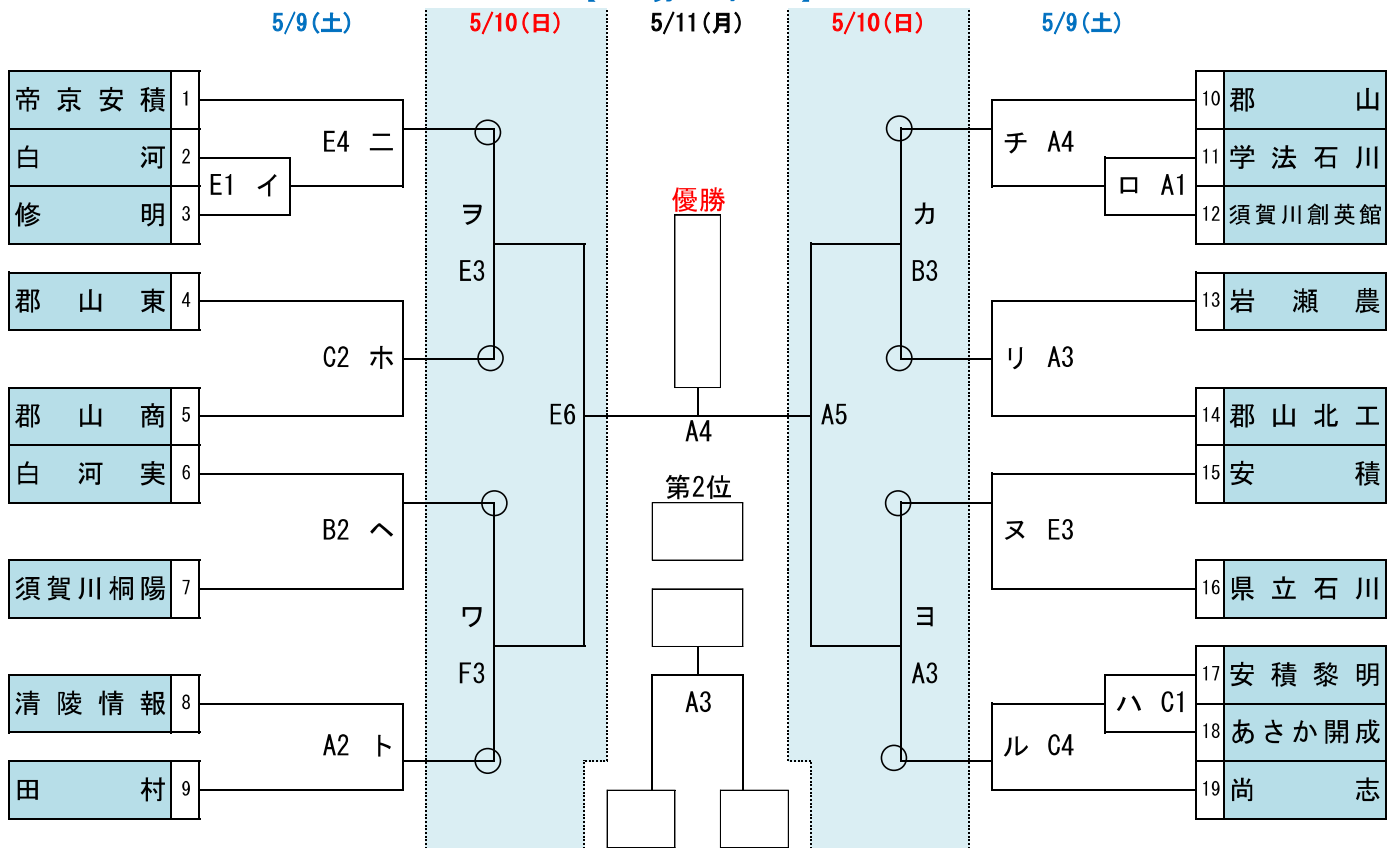 5/9(土) 5/10(日) 5/11(月) 5/10(日) 5/9(土)
帝京安積 1
白河 2
修明 3
郡山東 4
郡山商 5
白河実 6
須賀川桐陽 7
清陵情報 8
田村 9
E4 ニ
E1 イ
C2 ホ
B2 ヘ
A2 ト
ヲ
E3
ワ
F3
E6
優勝
A4
第2位
A3
A5
カ
B3
ヨ
A3
チ A4
ロ A1
リ A3
ヌ E3
ハ C1
ル C4
10 郡山
11 学法石川
12 須賀川創英館
13 岩瀬農
14 郡山北工
15 安積
16 県立石川
17 安積黎明
18 あさか開成
19 尚志